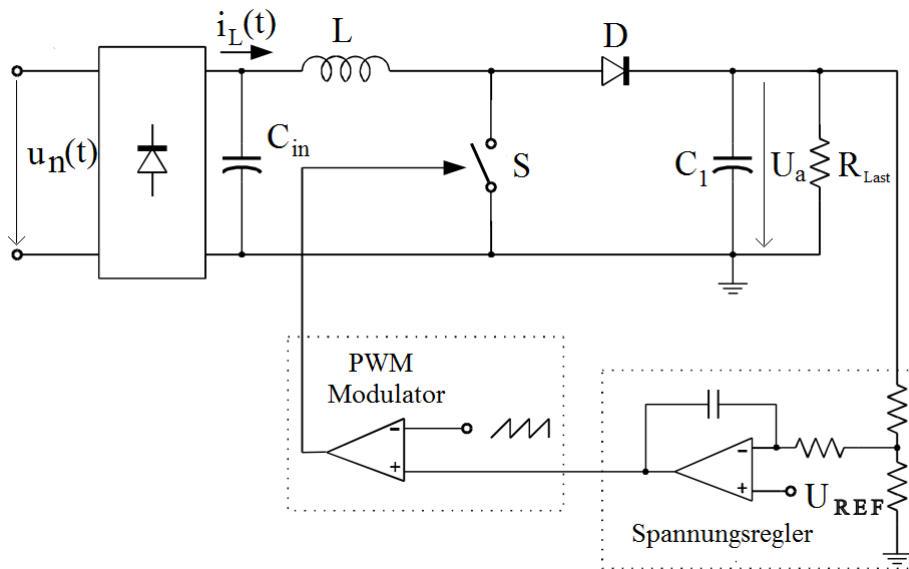 i_L(t)
L
D
u_n(t)
C_in
S
C_1
U_a
R_Last
PWM
Modulator
-
+
-
+
U_REF
Spannungsregler